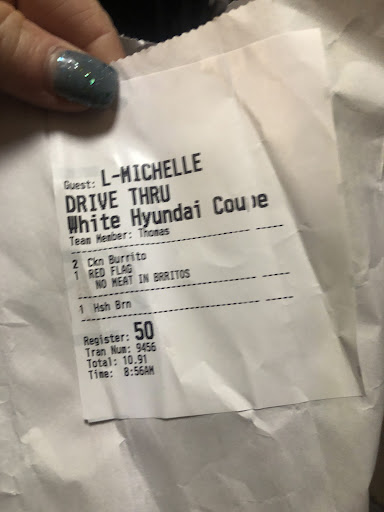 Guest: L-MICHELLE
DRIVE THRU
White Hyundai Coupe
Team Member: Thomas
2 Ckn Burrito
1 RED FLAG
NO MEAT IN BRRITOS
1 Hsh Brn
Register: 50
Tran Num: 9456
Total: 10.91
Time: 8:56AM